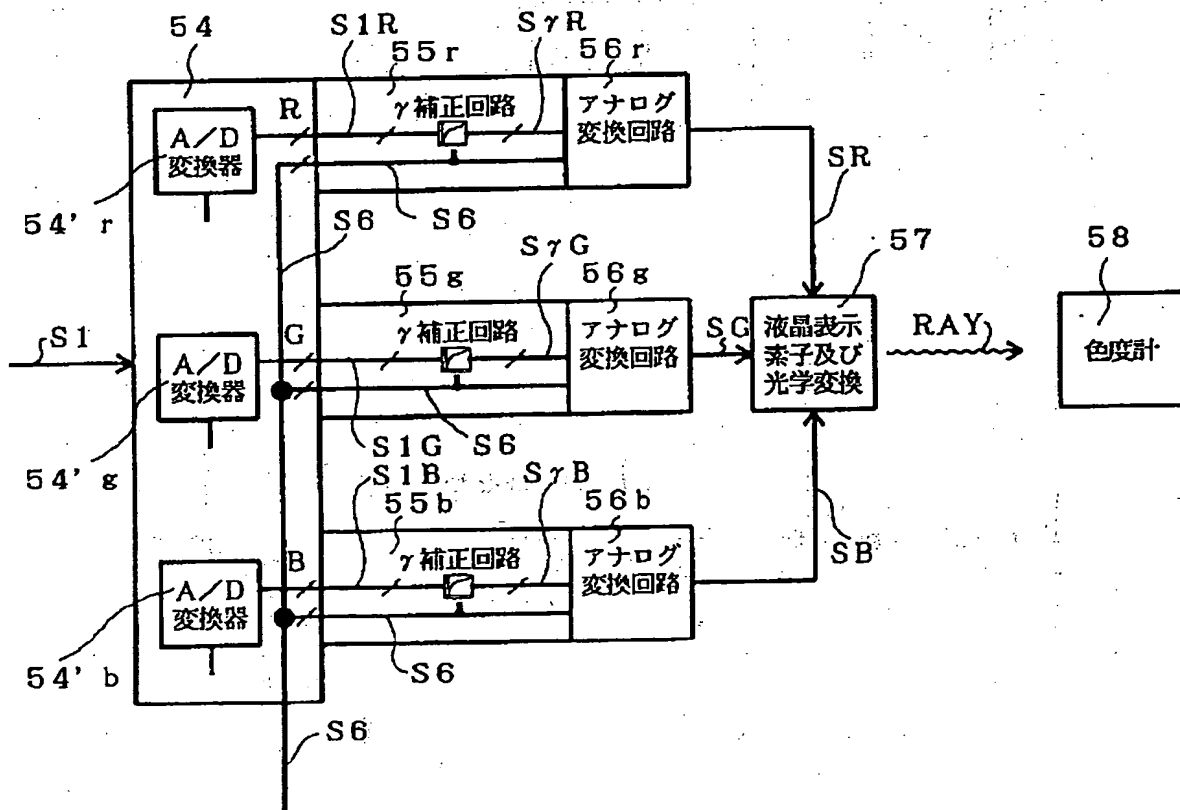 54
S1R
55r
SγR
56r
A/D
変換器
R
γ補正回路
アナログ
変換回路
54'r
S6
S6
SR
S1
A/D
変換器
G
55g
SγG
56g
γ補正回路
アナログ
変換回路
SG
57
液晶表示
素子及び
光学変換
RAY
58
色度計
54'g
S1G
S6
S1B
55b
SγB
56b
A/D
変換器
B
γ補正回路
アナログ
変換回路
SB
54'b
S6
S6